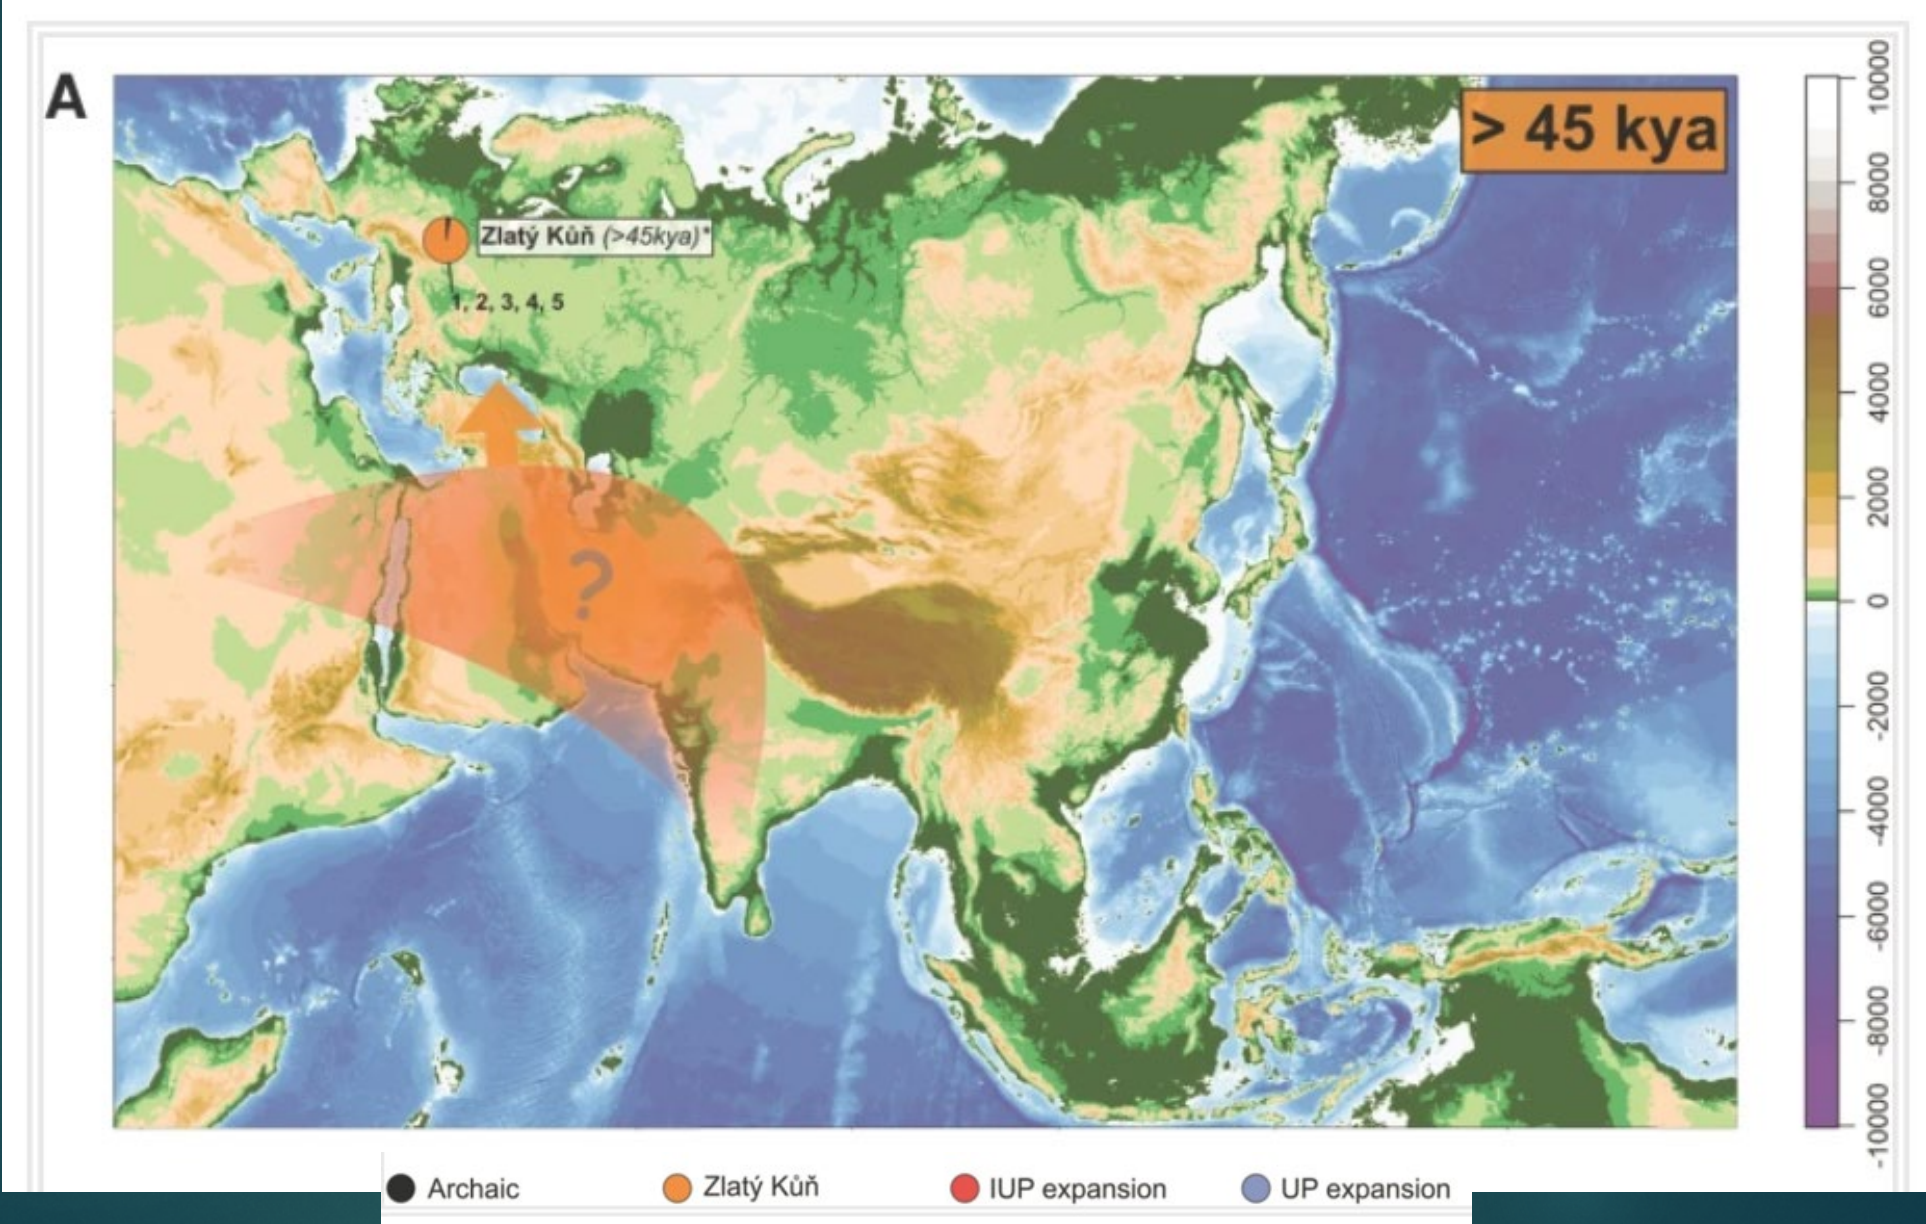 A
> 45 kya
Zlatý Kůň (>45kya)*
1, 2, 3, 4, 5
?
10000
8000
6000
4000
2000
0
-2000
-4000
-6000
-8000
-10000
Archaic
Zlatý Kůň
IUP expansion
UP expansion